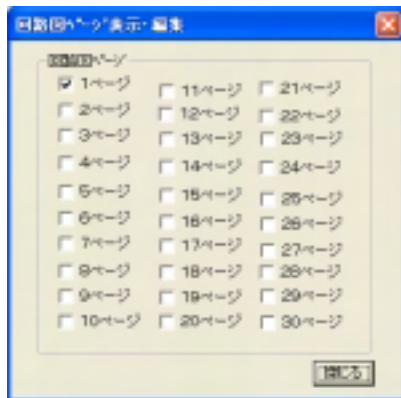 回路図ページ表示・編集
回路図ページ
1ページ
2ページ
3ページ
4ページ
5ページ
6ページ
7ページ
8ページ
9ページ
10ページ
11ページ
12ページ
13ページ
14ページ
15ページ
16ページ
17ページ
18ページ
19ページ
20ページ
21ページ
22ページ
23ページ
24ページ
25ページ
26ページ
27ページ
28ページ
29ページ
30ページ
閉じる